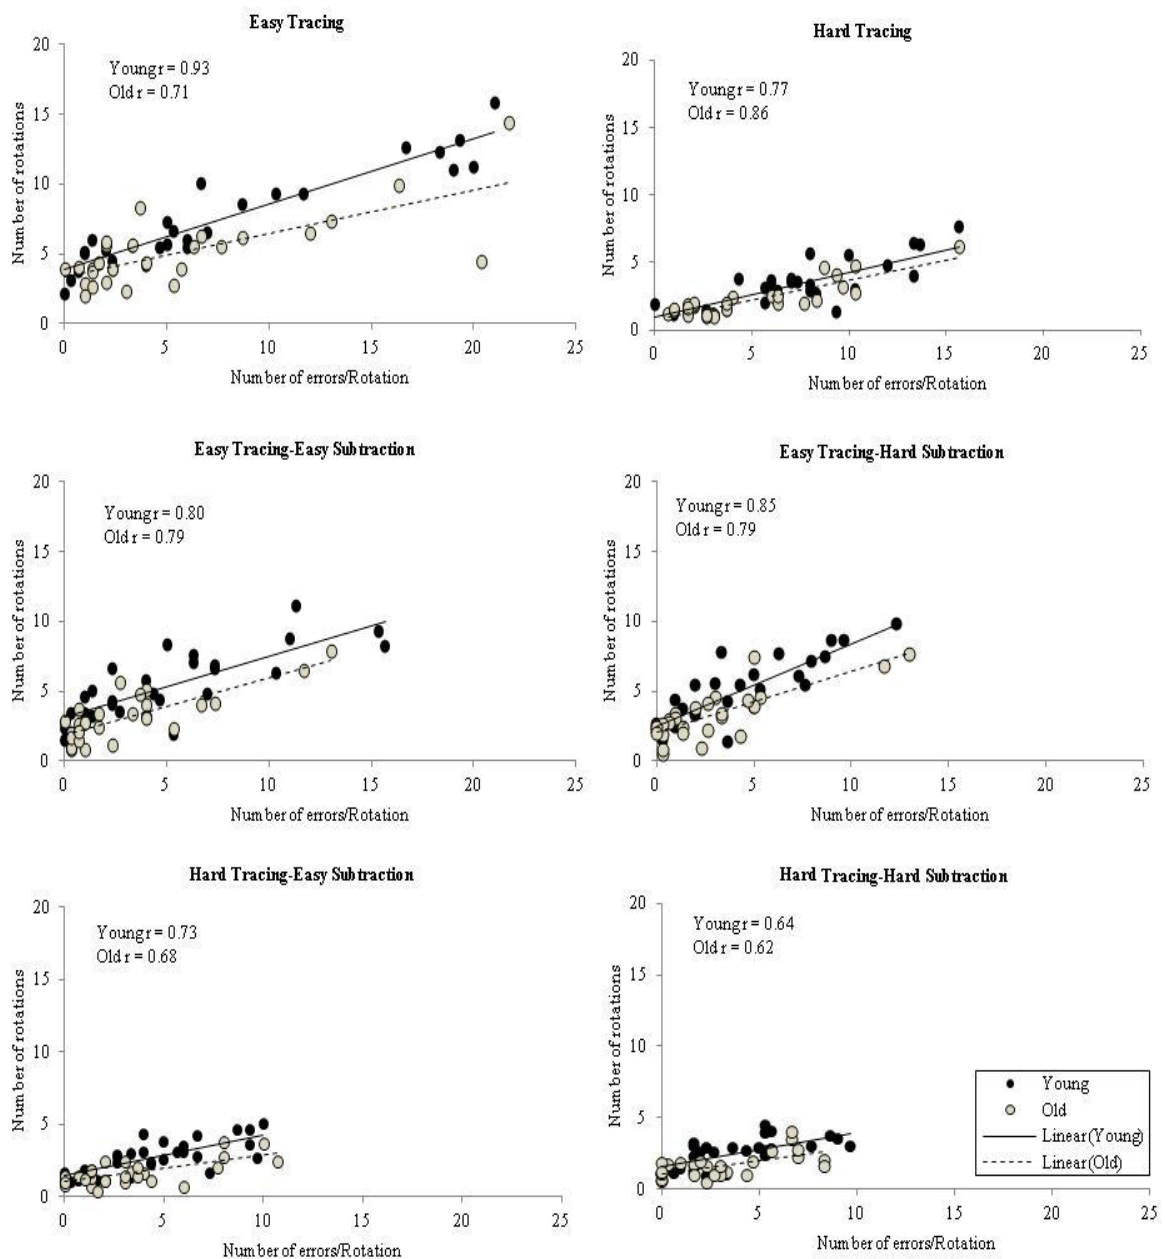 Easy Tracing
Young r = 0.93
Old r = 0.71
20
15
10
5
0
Number of rotations
0 5 10 15 20 25
Number of errors/Rotation
Hard Tracing
Young r = 0.77
Old r = 0.86
20
15
10
5
0
Number of rotations
0 5 10 15 20 25
Number of errors/Rotation
Easy Tracing-Easy Subtraction
Young r = 0.80
Old r = 0.79
20
15
10
5
0
Number of rotations
0 5 10 15 20 25
Number of errors/Rotation
Easy Tracing-Hard Subtraction
Young r = 0.85
Old r = 0.79
20
15
10
5
0
Number of rotations
0 5 10 15 20 25
Number of errors/Rotation
Hard Tracing-Easy Subtraction
Young r = 0.73
Old r = 0.68
20
15
10
5
0
Number of rotations
0 5 10 15 20 25
Number of errors/Rotation
Hard Tracing-Hard Subtraction
Young r = 0.64
Old r = 0.62
20
15
10
5
0
Number of rotations
Young
Old
Linear (Young)
Linear (Old)
0 5 10 15 20 25
Number of errors/Rotation